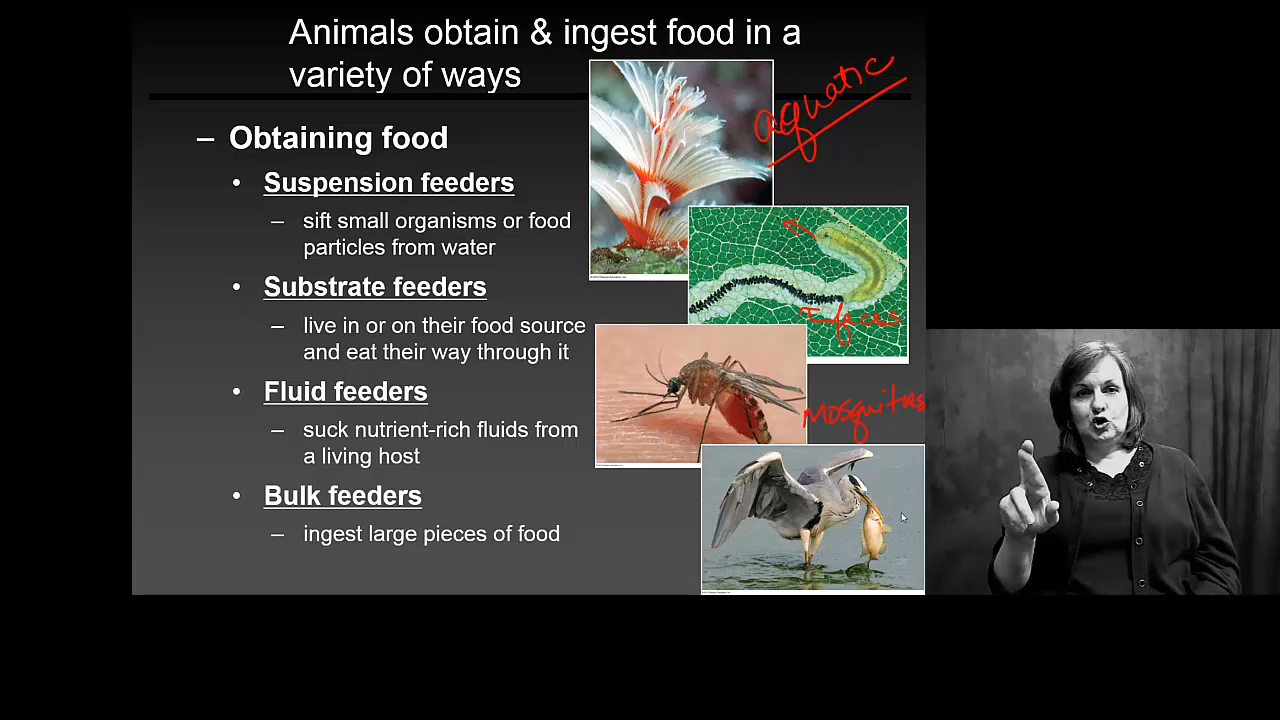 Animals obtain & ingest food in a
variety of ways
aquatic
– Obtaining food
• Suspension feeders
– sift small organisms or food
particles from water
• Substrate feeders
– live in or on their food source
and eat their way through it
feces
• Fluid feeders
– suck nutrient-rich fluids from
a living host
Mosquitoes
• Bulk feeders
– ingest large pieces of food